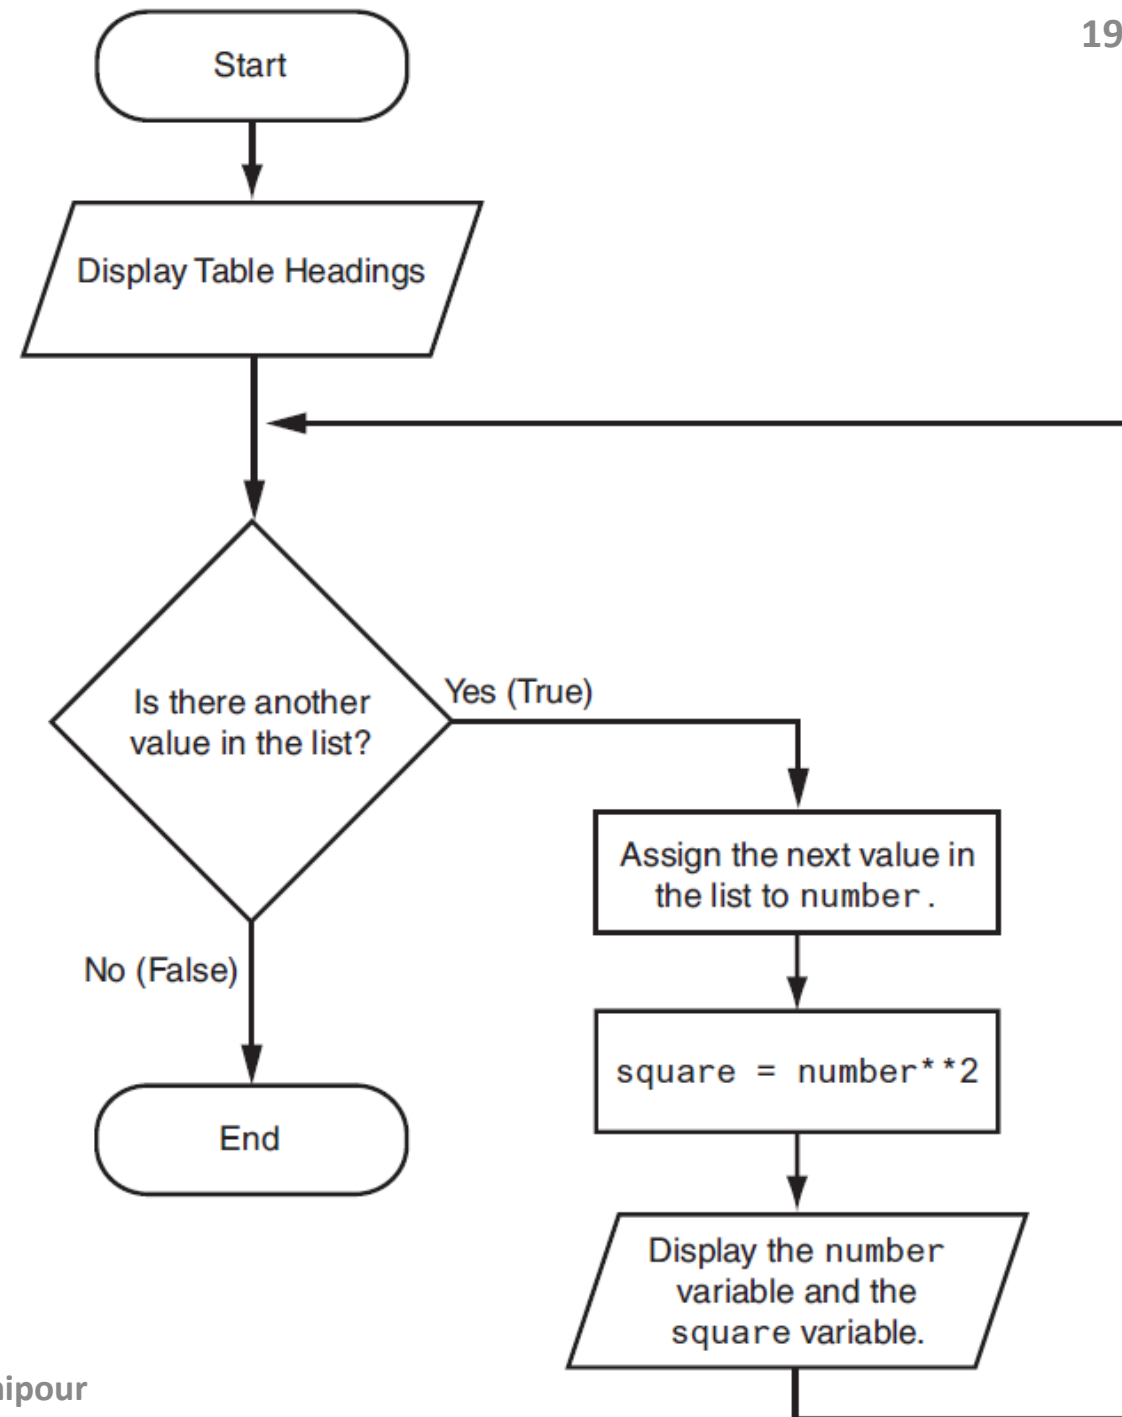 19
Start
Display Table Headings
Is there another
value in the list?
Yes (True)
Assign the next value in
the list to number.
No (False)
square = number**2
End
Display the number
variable and the
square variable.